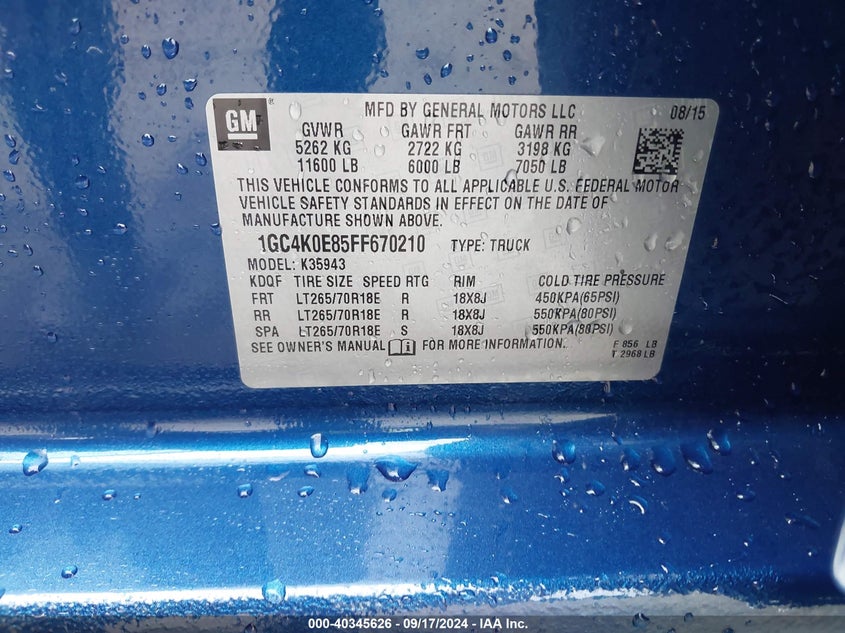 GM
®
MFD BY GENERAL MOTORS LLC 08/15
GVWR GAWR FRT GAWR RR
5262 KG 2722 KG 3198 KG
11600 LB 6000 LB 7050 LB
THIS VEHICLE CONFORMS TO ALL APPLICABLE U.S. FEDERAL MOTOR
VEHICLE SAFETY STANDARDS IN EFFECT ON THE DATE OF
MANUFACTURE SHOWN ABOVE.
1GC4K0E85FF670210 TYPE: TRUCK
MODEL: K35943
KDQF TIRE SIZE SPEED RTG RIM COLD TIRE PRESSURE
FRT LT265/70R18E R 18X8J 450KPA(65PSI)
RR LT265/70R18E R 18X8J 550KPA(80PSI)
SPA LT265/70R18E S 18X8J 550KPA(80PSI)
SEE OWNER'S MANUAL FOR MORE INFORMATION. F 856 LB
T 2968 LB
000-40345626 - 09/17/2024 - IAA Inc.